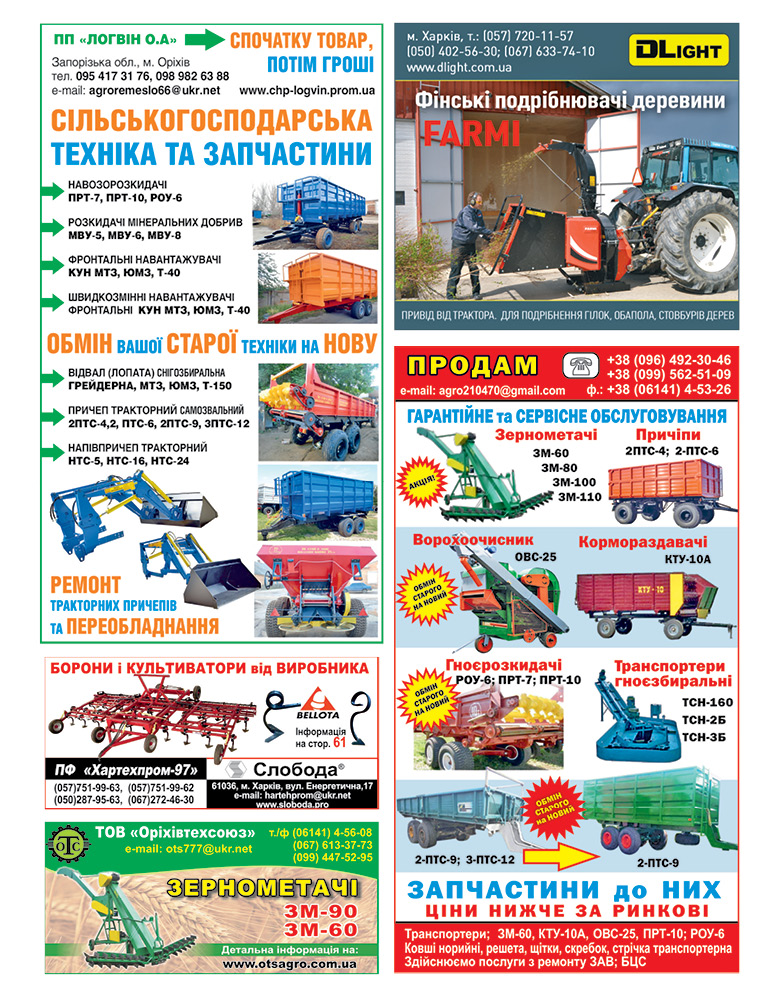 ПП «ЛОГВІН О.А»
СПОЧАТКУ ТОВАР,
ПОТІМ ГРОШІ
Запорізька обл., м. Оріхів
тел. 095 417 31 76, 098 982 63 88
e-mail: agroremeslo66@ukr.net www.chp-logvin.prom.ua
СІЛЬСЬКОГОСПОДАРСЬКА
ТЕХНІКА ТА ЗАПЧАСТИНИ
НАВОЗОРОЗКИДАЧІ
ПРТ-7, ПРТ-10, РОУ-6
РОЗКИДАЧІ МІНЕРАЛЬНИХ ДОБРИВ
МВУ-5, МВУ-6, МВУ-8
ФРОНТАЛЬНІ НАВАНТАЖУВАЧІ
КУН МТЗ, ЮМЗ, Т-40
ШВИДКОЗМІННІ НАВАНТАЖУВАЧІ
ФРОНТАЛЬНІ КУН МТЗ, ЮМЗ, Т-40
ОБМІН ВАШОЇ СТАРОЇ ТЕХНІКИ НА НОВУ
ВІДВАЛ (ЛОПАТА) СНІГОЗБИРАЛЬНА
ГРЕЙДЕРНА, МТЗ, ЮМЗ, Т-150
ПРИЧЕП ТРАКТОРНИЙ САМОЗВАЛЬНИЙ
2ПТС-4,2, ПТС-6, 2ПТС-9, 3ПТС-12
НАПІВПРИЧЕП ТРАКТОРНИЙ
НТС-5, НТС-16, НТС-24
РЕМОНТ
ТРАКТОРНИХ ПРИЧЕПІВ
ТА ПЕРЕОБЛАДНАННЯ
БОРОНИ і КУЛЬТИВАТОРИ від ВИРОБНИКА
BELLOTA
Інформація
на стор. 61
ПФ «Хартехпром-97»
Слобода®
(057)751-99-63, (057)751-99-62
(050)287-95-63, (067)272-46-30
61036, м. Харків, вул. Енергетична,17
e-mail: hartehprom@ukr.net
www.sloboda.pro
ОТС
ТОВ «Оріхівтехсоюз» т./ф (06141) 4-56-08
e-mail: ots777@ukr.net (067) 613-37-73
(099) 447-52-95
ЗЕРНОМЕТАЧІ
ЗМ-90
ЗМ-60
Детальна інформація на:
www.otsagro.com.ua
м. Харків, т.: (057) 720-11-57
(050) 402-56-30; (067) 633-74-10
www.dlight.com.ua
DLIGHT
Фінські подрібнювачі деревини
FARMI
ПРИВІД ВІД ТРАКТОРА. ДЛЯ ПОДРІБНЕННЯ ГІЛОК, ОБАПОЛА, СТОВБУРІВ ДЕРЕВ
ПРОДАМ
+38 (096) 492-30-46
+38 (099) 562-51-09
e-mail: agro210470@gmail.com ф.: +38 (06141) 4-53-26
ГАРАНТІЙНЕ та СЕРВІСНЕ ОБСЛУГОВУВАННЯ
Зернометачі
ЗМ-60
ЗМ-80
ЗМ-100
ЗМ-110
АКЦІЯ!
Причіпи
2ПТС-4; 2-ПТС-6
Ворохоочисник
ОВС-25
ОБМІН
СТАРОГО
на НОВИЙ
Кормораздавачі
КТУ-10А
КТУ-10
Гноєрозкидачі
РОУ-6; ПРТ-7; ПРТ-10
ОБМІН
СТАРОГО
на НОВИЙ
Транспортери
гноєзбиральні
ТСН-160
ТСН-2Б
ТСН-3Б
ОБМІН
СТАРОГО
на НОВИЙ
2-ПТС-9; 3-ПТС-12
2-ПТС-9
ЗАПЧАСТИНИ до НИХ
ЦІНИ НИЖЧЕ ЗА РИНКОВІ
Транспортери; ЗМ-60, КТУ-10А, ОВС-25, ПРТ-10; РОУ-6
Ковші норийні, решета, щітки, скребок, стрічка транспортерна
Здійснюємо послуги з ремонту ЗАВ; БЦС